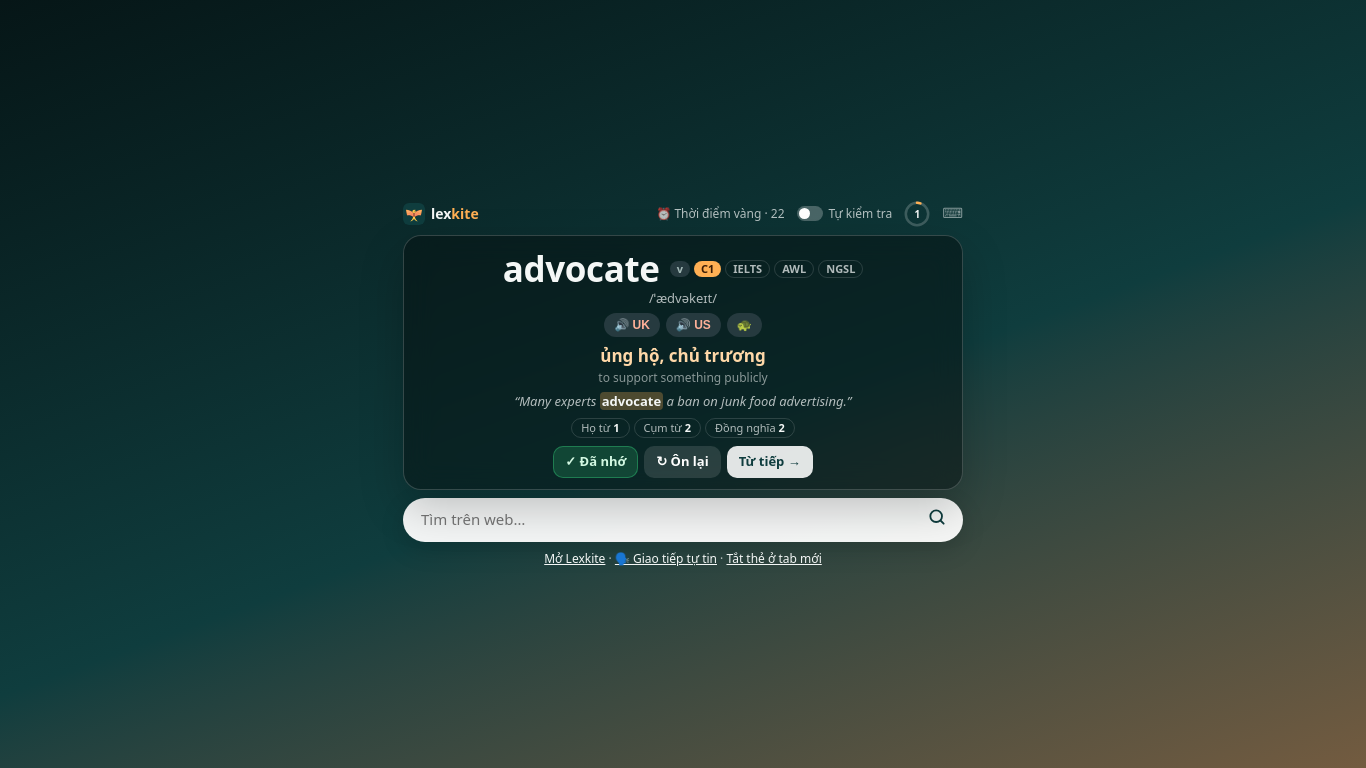 lexkite ⏰ Thời điểm vàng · 22 Tự kiểm tra 1
advocate v C1 IELTS AWL NGSL
/ˈædvəkeɪt/
🔊 UK 🔊 US 🐢
ủng hộ, chủ trương
to support something publicly
“Many experts advocate a ban on junk food advertising.”
Họ từ 1 Cụm từ 2 Đồng nghĩa 2
✓ Đã nhớ ↻ Ôn lại Từ tiếp →
Tìm trên web...
Mở Lexkite · 🗣️ Giao tiếp tự tin · Tắt thẻ ở tab mới